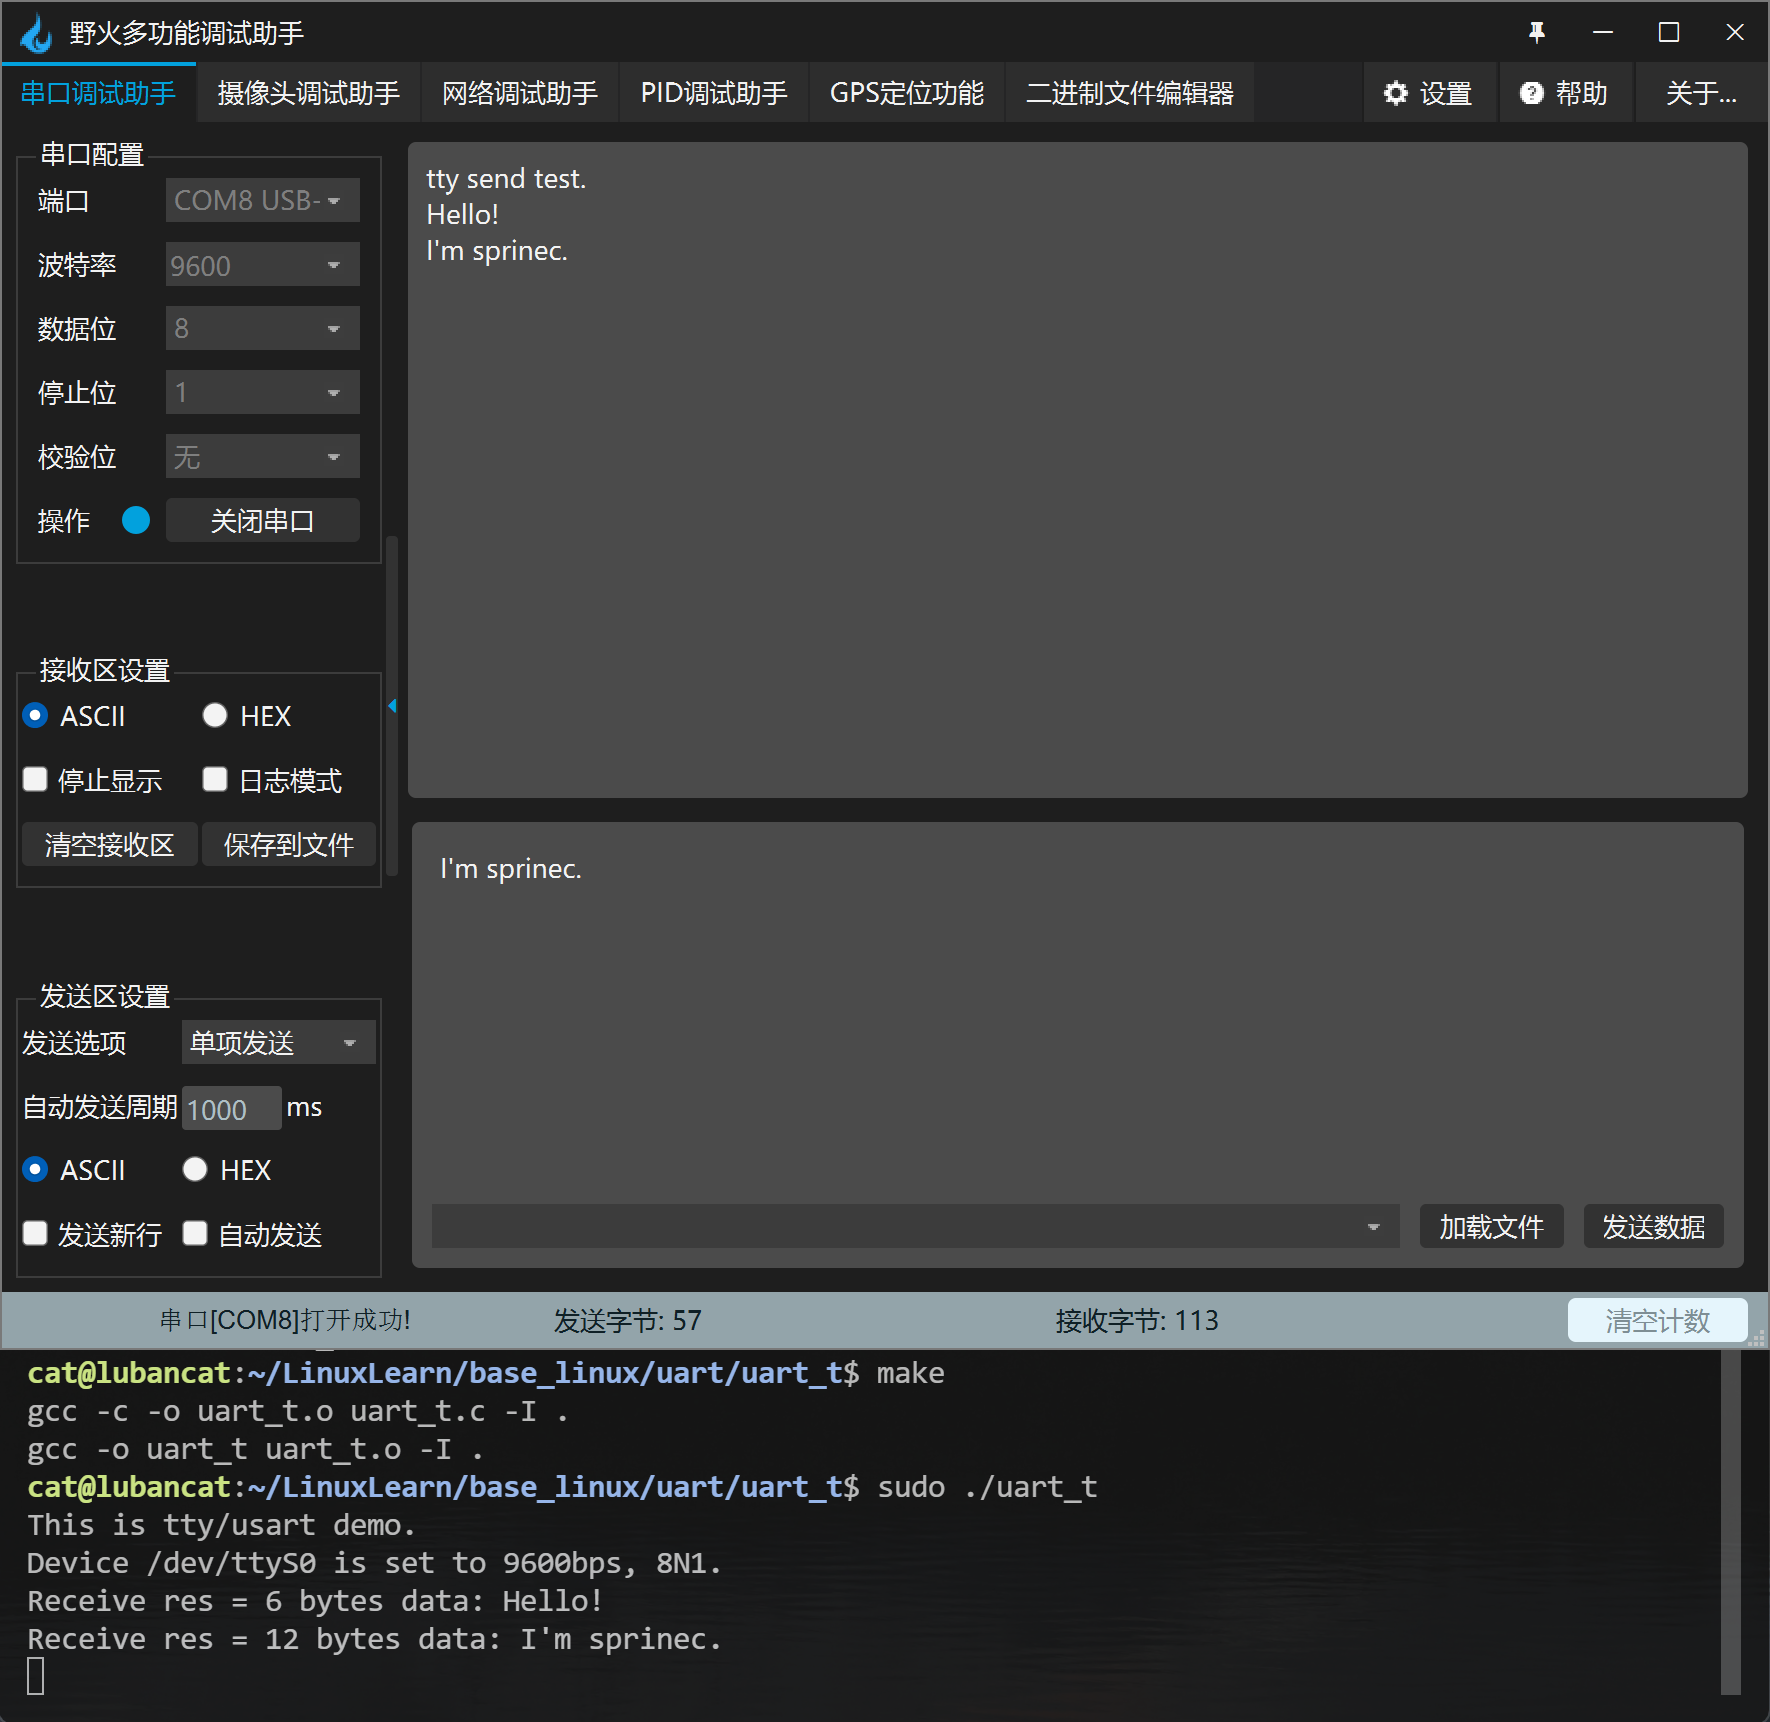 野火多功能调试助手
串口调试助手 摄像头调试助手 网络调试助手 PID调试助手 GPS定位功能 二进制文件编辑器 设置 帮助 关于...
串口配置
端口 COM8 USB-
波特率 9600
数据位 8
停止位 1
校验位 无
操作 关闭串口
接收区设置
ASCII HEX
停止显示 日志模式
清空接收区 保存到文件
发送区设置
发送选项 单项发送
自动发送周期 1000 ms
ASCII HEX
发送新行 自动发送
tty send test.
Hello!
I'm sprinec.
I'm sprinec.
加载文件 发送数据
串口[COM8]打开成功! 发送字节: 57 接收字节: 113 清空计数
cat@lubancat:~/LinuxLearn/base_linux/uart/uart_t$ make
gcc -c -o uart_t.o uart_t.c -I .
gcc -o uart_t uart_t.o -I .
cat@lubancat:~/LinuxLearn/base_linux/uart/uart_t$ sudo ./uart_t
This is tty/usart demo.
Device /dev/ttyS0 is set to 9600bps, 8N1.
Receive res = 6 bytes data: Hello!
Receive res = 12 bytes data: I'm sprinec.